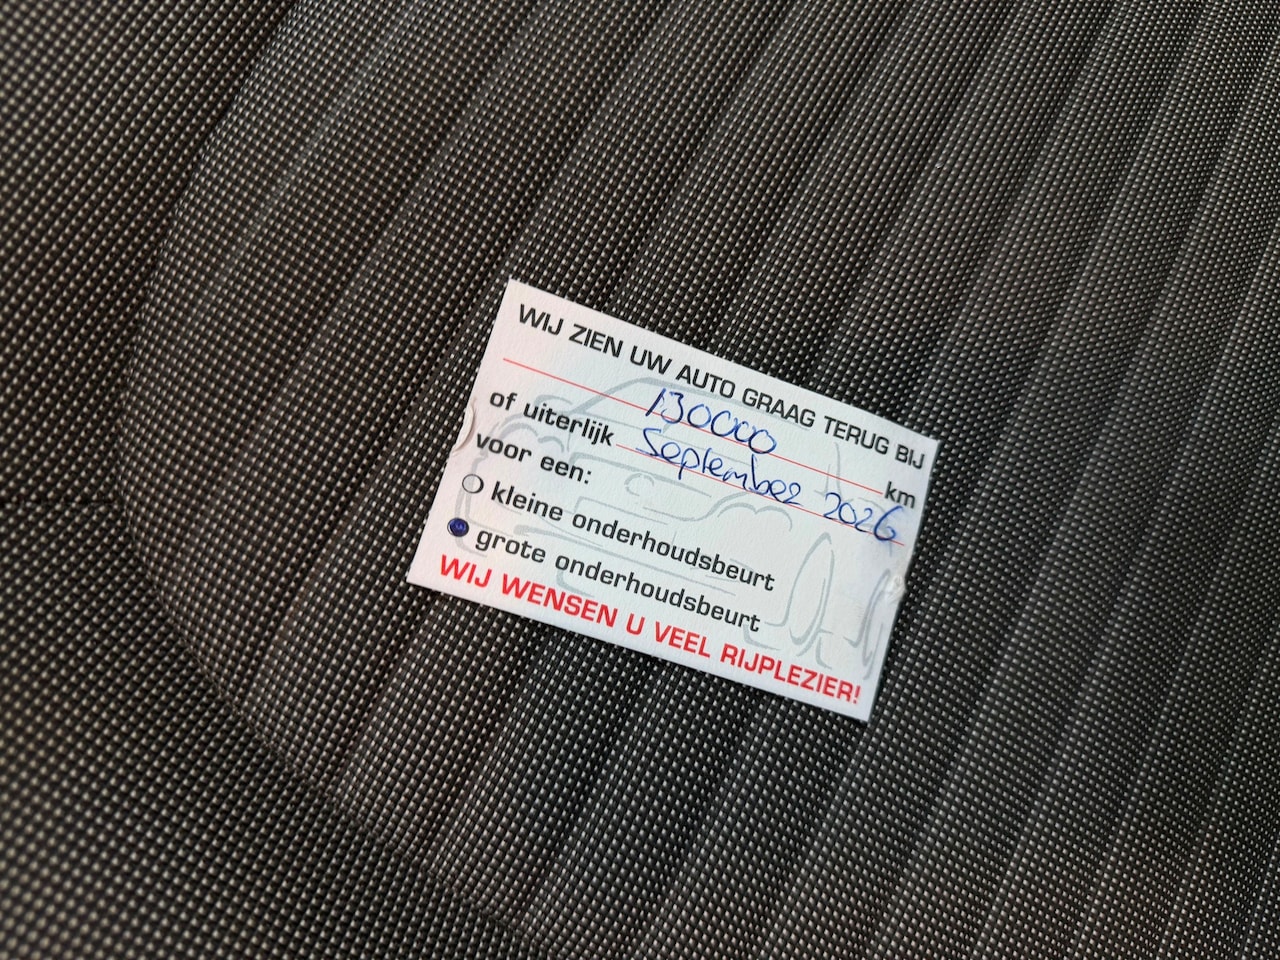 WIJ ZIEN UW AUTO GRAAG TERUG BIJ
130000 km
of uiterlijk September 2026
voor een:
kleine onderhoudsbeurt
grote onderhoudsbeurt
WIJ WENSEN U VEEL RIJPLEZIER!